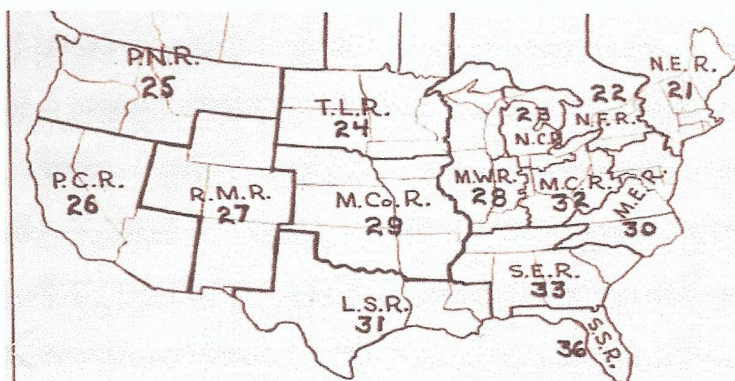 P.N.R.
25
N.E.R.
21
22
N.F.R.
23
N.C.R
T.L.R.
24
P.C.R.
26
R.M.R.
27
M.Co.R.
29
M.W.R.
28
M.C.R.
32
M.E.R.
30
S.E.R.
33
L.S.R.
31
S.S.R.
36